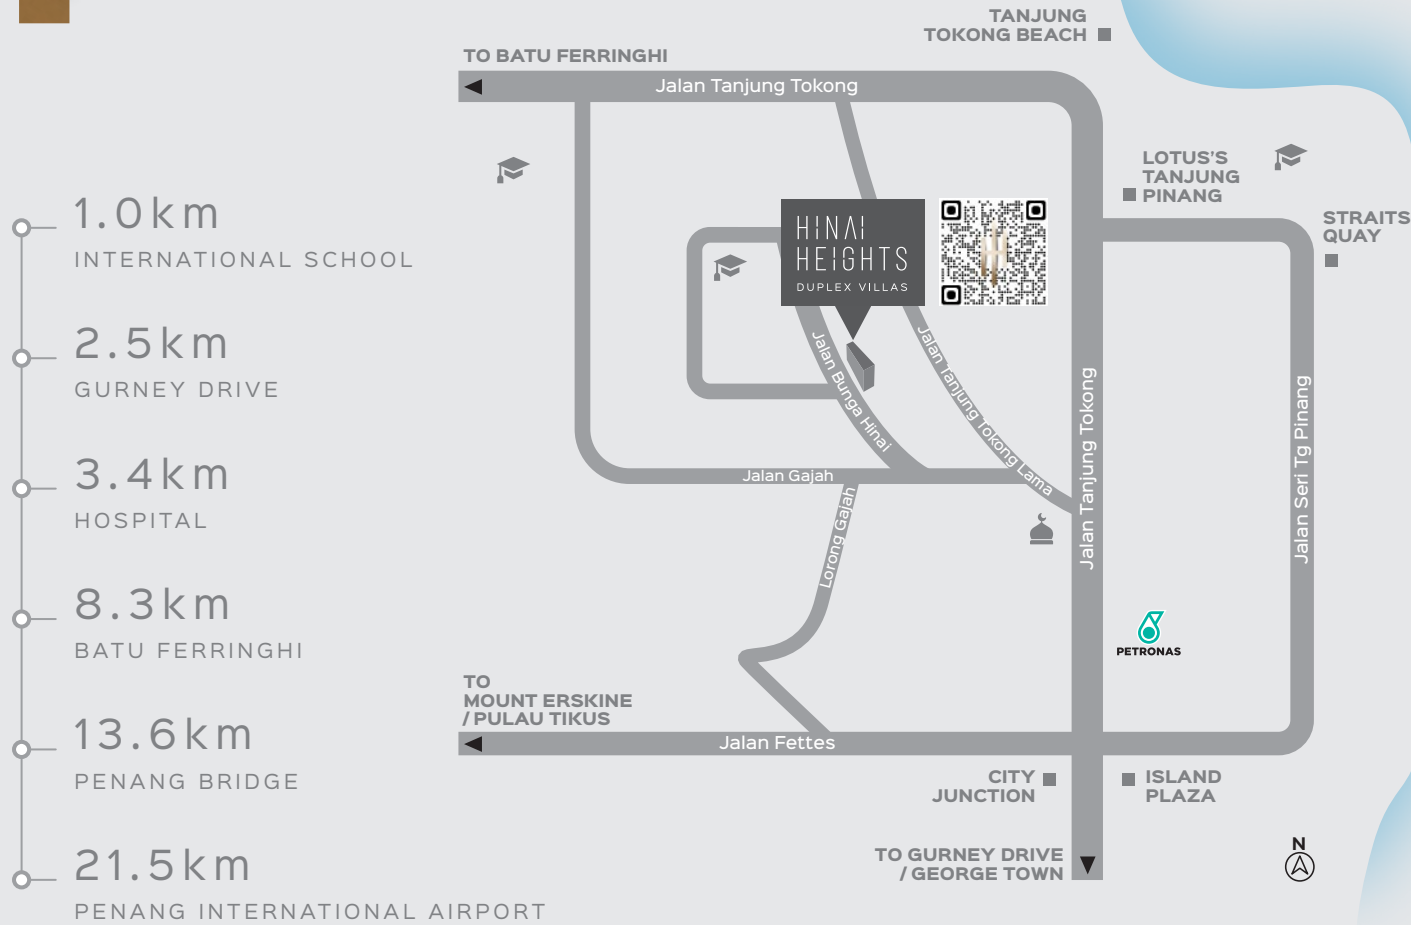 1.0km
INTERNATIONAL SCHOOL
2.5km
GURNEY DRIVE
3.4km
HOSPITAL
8.3km
BATU FERRINGHI
13.6km
PENANG BRIDGE
21.5km
PENANG INTERNATIONAL AIRPORT
TANJUNG
TOKONG BEACH
TO BATU FERRINGHI
Jalan Tanjung Tokong
LOTUS'S
TANJUNG
PINANG
STRAITS
QUAY
HINAI
HEIGHTS
DUPLEX VILLAS
Jalan Bunga Hinai
Jalan Tanjung Tokong Lama
Jalan Tanjung Tokong
Jalan Seri Tg Pinang
Jalan Gajah
Lorong Gajah
PETRONAS
TO
MOUNT ERSKINE
/ PULAU TIKUS
Jalan Fettes
CITY
JUNCTION
ISLAND
PLAZA
TO GURNEY DRIVE
/ GEORGE TOWN
N